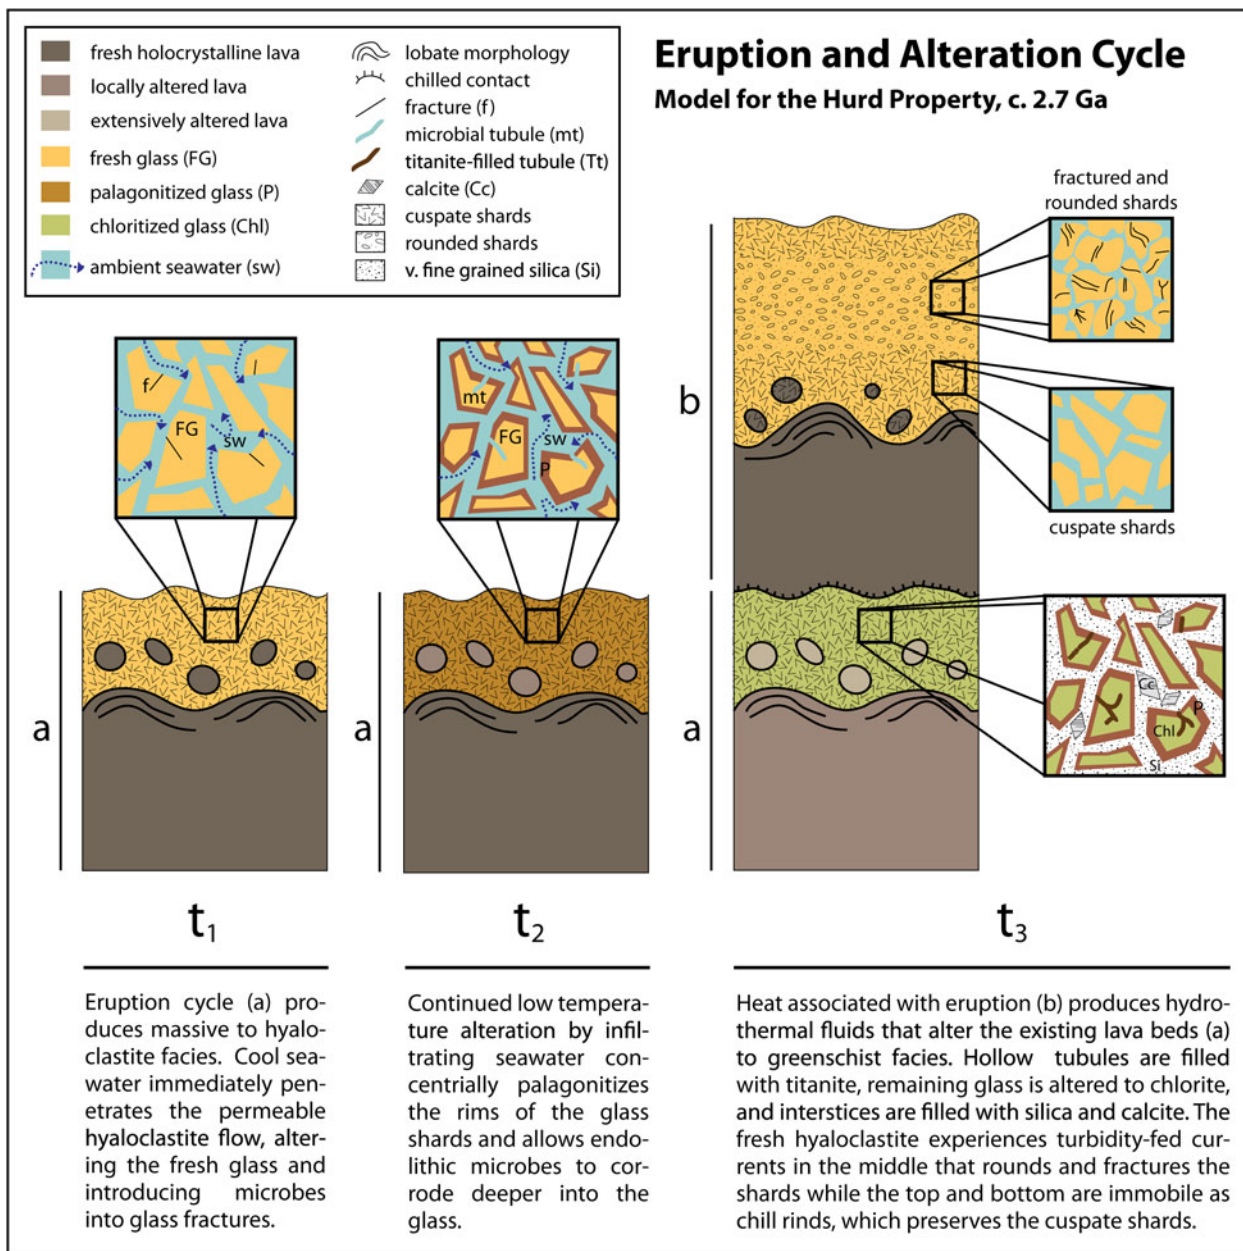 Eruption and Alteration Cycle
Model for the Hurd Property, c. 2.7 Ga
fresh holocrystalline lava
locally altered lava
extensively altered lava
fresh glass (FG)
palagonitized glass (P)
chloritized glass (Chl)
ambient seawater (sw)
lobate morphology
chilled contact
fracture (f)
microbial tubule (mt)
titanite-filled tubule (Tt)
calcite (Cc)
cuspate shards
rounded shards
v. fine grained silica (Si)
f
FG
sw
a
t1
mt
FG
sw
P
a
t2
fractured and
rounded shards
b
cuspate shards
a
Cc
P
Chl
Si
t3
Eruption cycle (a) pro-
duces massive to hyalo-
clastite facies. Cool sea-
water immediately pen-
etrates the permeable
hyaloclastite flow, alter-
ing the fresh glass and
introducing microbes
into glass fractures.
Continued low tempera-
ture alteration by infil-
trating seawater con-
centrially palagonitizes
the rims of the glass
shards and allows endo-
lithic microbes to cor-
rode deeper into the
glass.
Heat associated with eruption (b) produces hydro-
thermal fluids that alter the existing lava beds (a)
to greenschist facies. Hollow tubules are filled
with titanite, remaining glass is altered to chlorite,
and interstices are filled with silica and calcite. The
fresh hyaloclastite experiences turbidity-fed cur-
rents in the middle that rounds and fractures the
shards while the top and bottom are immobile as
chill rinds, which preserves the cuspate shards.